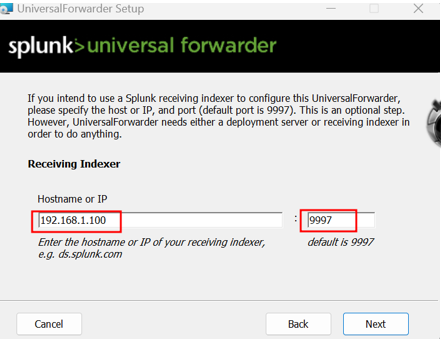 UniversalForwarder Setup
splunk>universal forwarder
If you intend to use a Splunk receiving indexer to configure this UniversalForwarder,
please specify the host or IP, and port (default port is 9997). This is an optional step.
However, UniversalForwarder needs either a deployment server or receiving indexer in
order to do anything.
Receiving Indexer
Hostname or IP
192.168.1.100 : 9997
Enter the hostname or IP of your receiving indexer, default is 9997
e.g. ds.splunk.com
Cancel Back Next